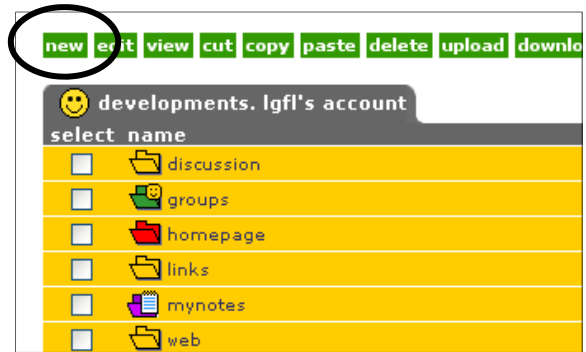 new edit view cut copy paste delete upload downlo
developments. lgfl's account
select name
discussion
groups
homepage
links
mynotes
web